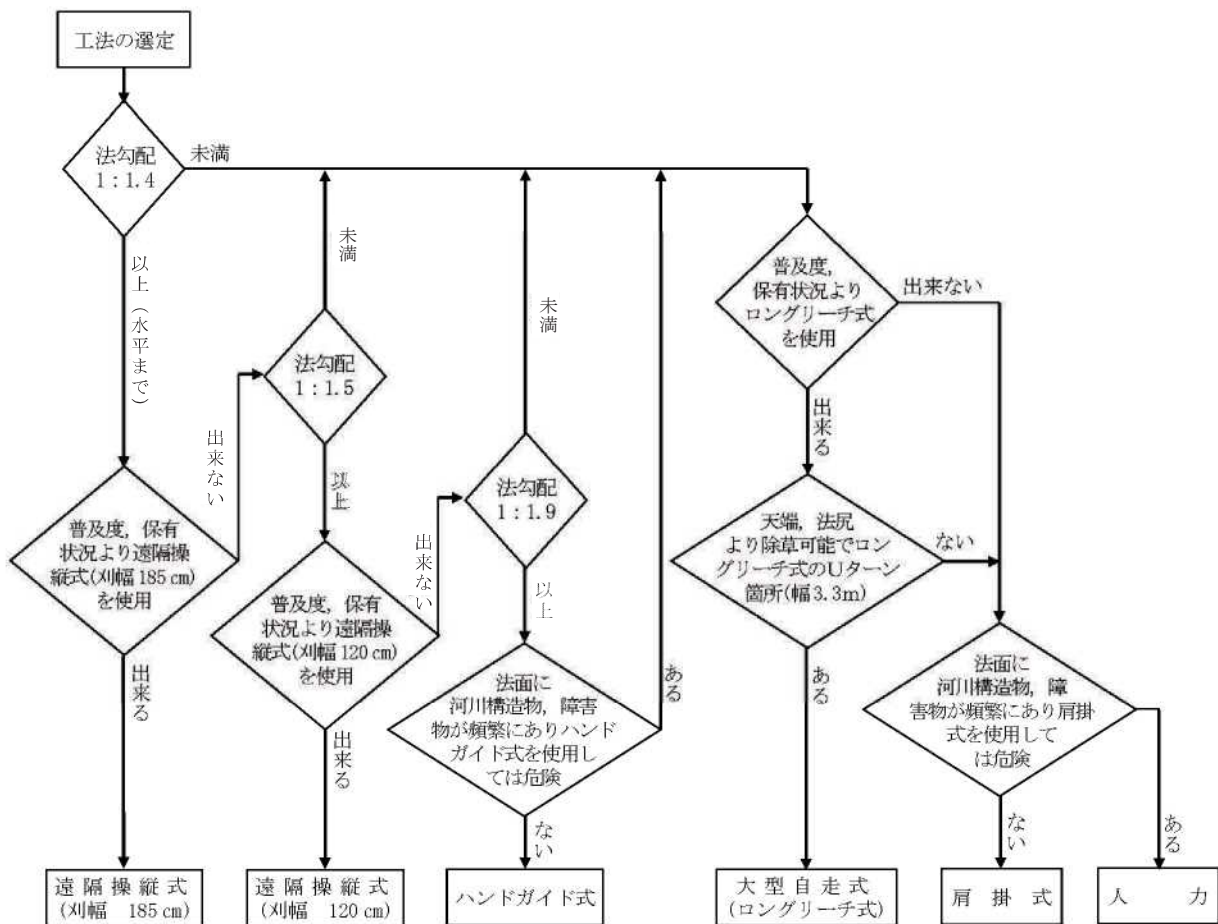 工法の選定
法勾配
1：1.4
未満
以上（水平まで）
普及度，保有
状況より遠隔操
縦式(刈幅185 cm)
を使用
出来ない
出来る
法勾配
1：1.5
未満
以上
普及度，保有
状況より遠隔操
縦式(刈幅120 cm)
を使用
出来ない
出来る
法勾配
1：1.9
未満
以上
法面に
河川構造物，障害
物が頻繁にありハンド
ガイド式を使用し
ては危険
ある
ない
普及度，
保有状況より
ロングリーチ式
を使用
出来ない
出来る
天端，法尻
より除草可能でロン
グリーチ式のUターン
箇所(幅3.3m)
ない
ある
法面に
河川構造物，障
害物が頻繁にあり肩掛
式を使用して
は危険
ない
ある
遠隔操縦式
(刈幅　185 cm)
遠隔操縦式
(刈幅　120 cm)
ハンドガイド式
大型自走式
(ロングリーチ式)
肩　掛　式
人　　　力